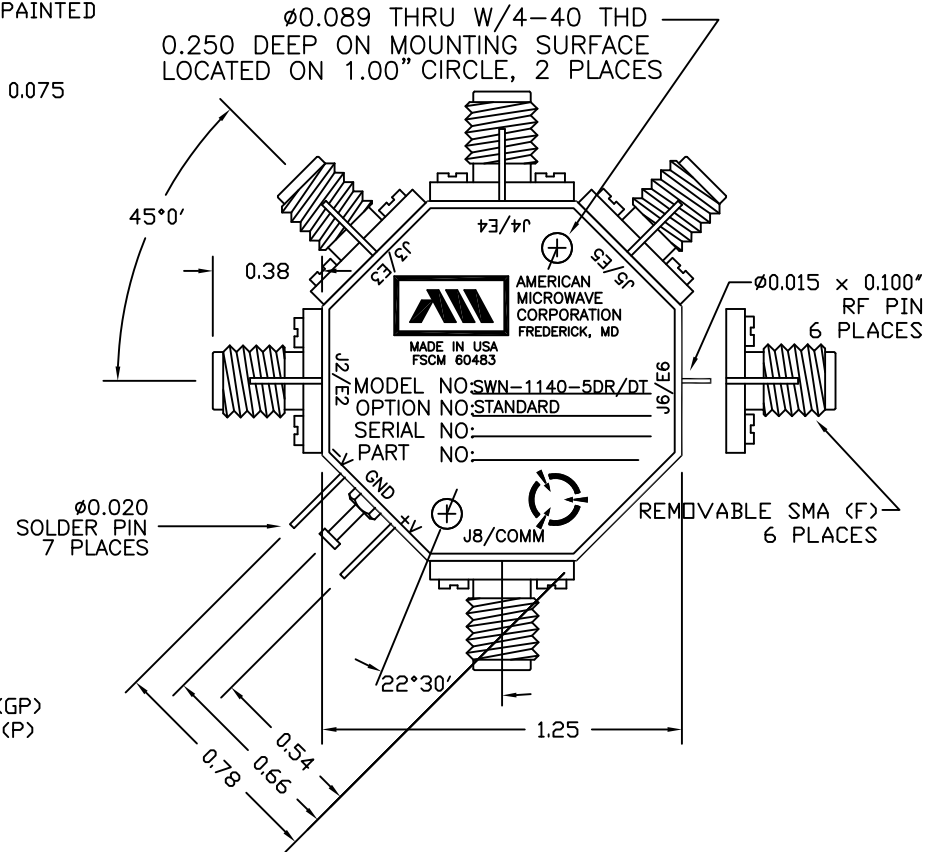 PAINTED
ø0.089 THRU W/4-40 THD
0.250 DEEP ON MOUNTING SURFACE
LOCATED ON 1.00" CIRCLE, 2 PLACES
0.075
45°0'
0.38
J4/E4
J3/E3
J5/E5
AMERICAN
MICROWAVE
CORPORATION
FREDERICK, MD
MADE IN USA
FSCM 60483
ø0.015 x 0.100"
RF PIN
6 PLACES
J2/E2
J6/E6
MODEL NO:SWN-1140-5DR/DT
OPTION NO:STANDARD
SERIAL NO:
PART NO:
-V
GND
+V
J8/COMM
ø0.020
SOLDER PIN
7 PLACES
REMOVABLE SMA (F)
6 PLACES
22°30'
(GP)
(P)
1.25
0.54
0.66
0.78